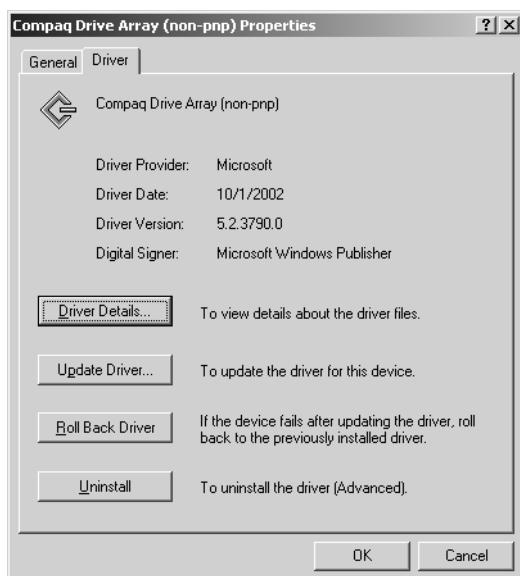 Compaq Drive Array (non-pnp) Properties
General Driver
Compaq Drive Array (non-pnp)
Driver Provider: Microsoft
Driver Date: 10/1/2002
Driver Version: 5.2.3790.0
Digital Signer: Microsoft Windows Publisher
Driver Details... To view details about the driver files.
Update Driver... To update the driver for this device.
Roll Back Driver If the device fails after updating the driver, roll
back to the previously installed driver.
Uninstall To uninstall the driver (Advanced).
OK Cancel